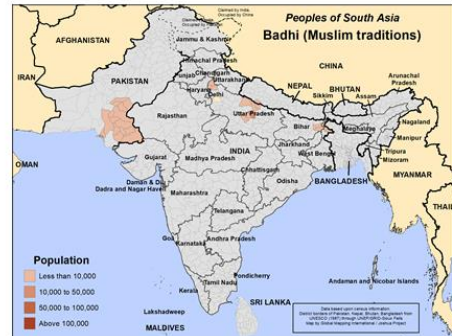 Peoples of South Asia
Badhi (Muslim traditions)
AFGHANISTAN
Jammu & Kashmir
CHINA
Himachal Pradesh
IRAN
PAKISTAN
Punjab
Chandigarh
Uttarakhand
Haryana
Delhi
NEPAL
BHUTAN
Arunachal
Pradesh
Sikkim
Assam
Rajasthan
Uttar Pradesh
Bihar
Meghalaya
Nagaland
Manipur
Tripura
Mizoram
OMAN
Gujarat
INDIA
Madhya Pradesh
Jharkhand
West Bengal
Chhattisgarh
Daman & Diu
Dadra and Nagar Haveli
Maharashtra
Odisha
BANGLADESH
MYANMAR
Telangana
THAI
Goa
Karnataka
Andhra Pradesh
Pondicherry
Tamil Nadu
Kerala
Lakshadweep
MALDIVES
SRI LANKA
Andaman and Nicobar Islands
Population
Less than 10,000
10,000 to 50,000
50,000 to 100,000
Above 100,000